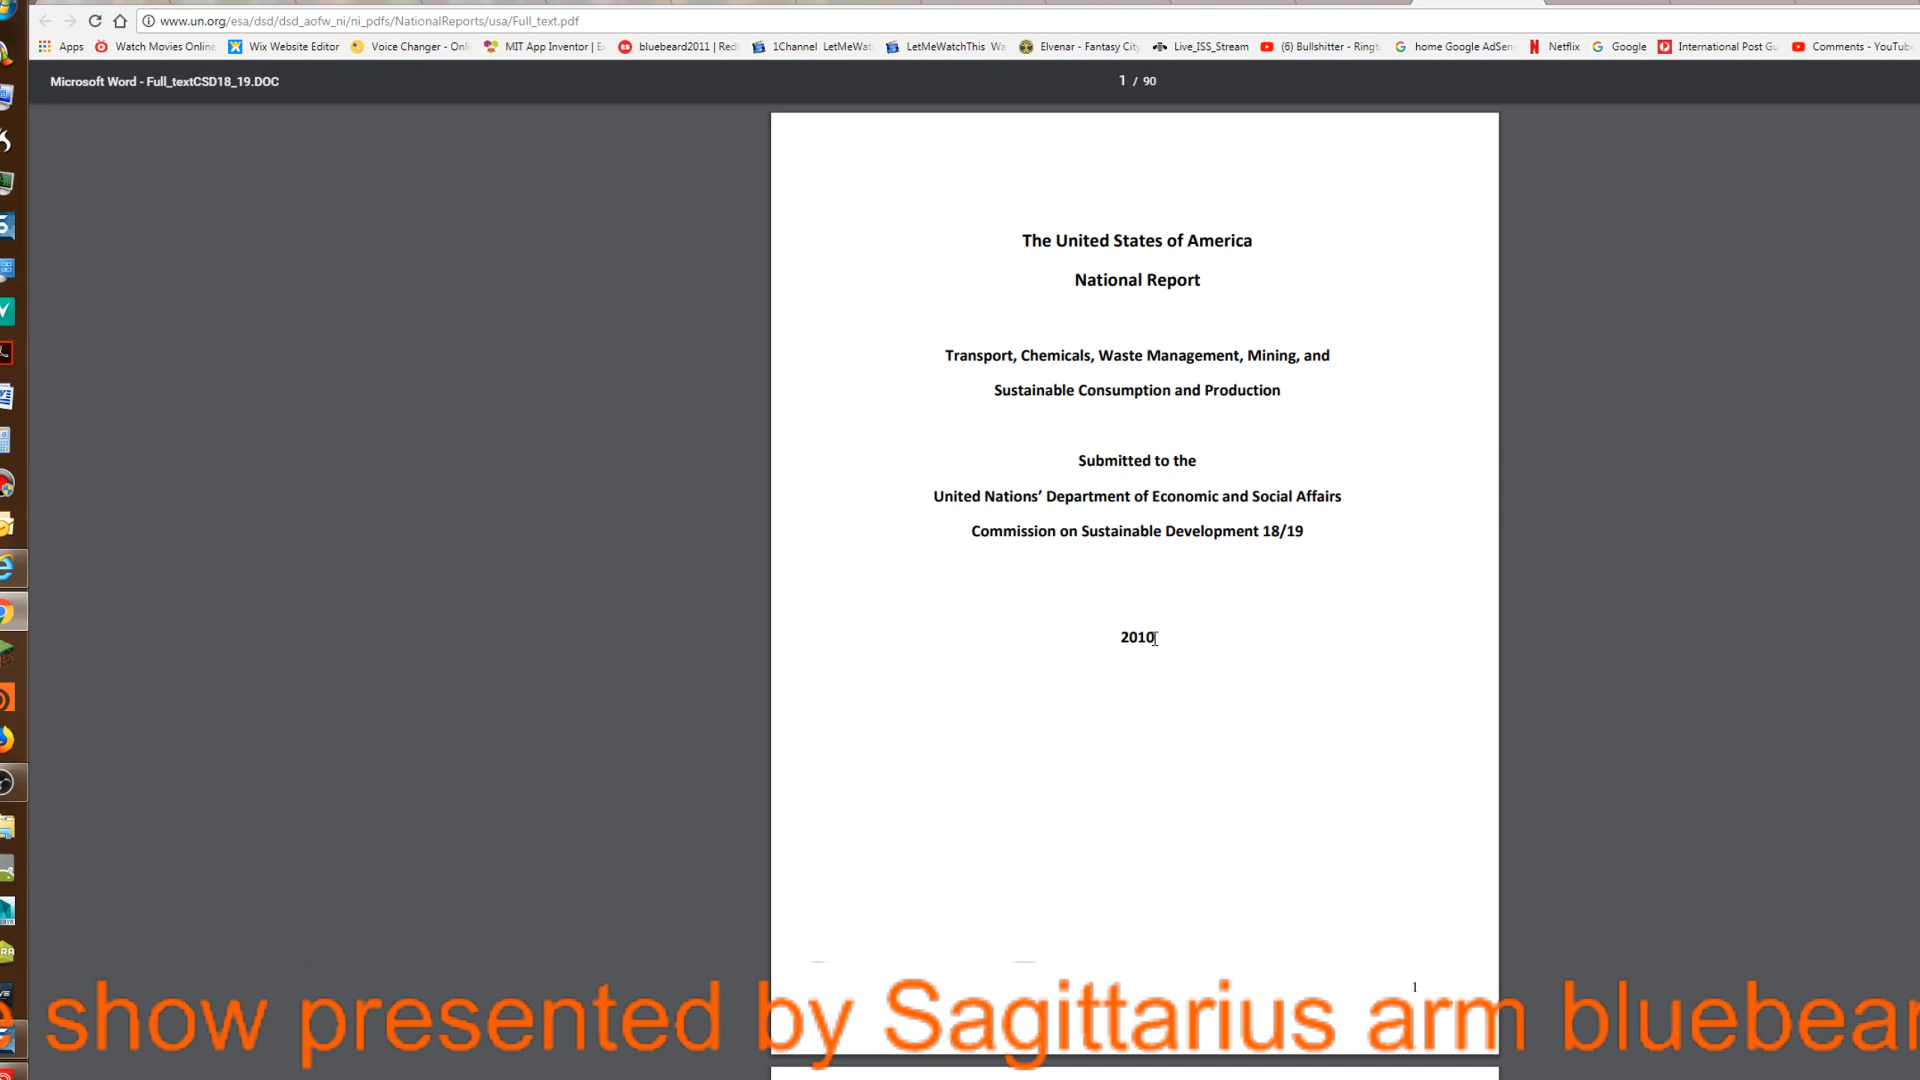 www.un.org/esa/dsd/dsd_aofw_ni/ni_pdfs/NationalReports/usa/Full_text.pdf
Apps Watch Movies Online Wix Website Editor Voice Changer - Onli MIT App Inventor | E bluebeard2011 | Red 1Channel LetMeWat LetMeWatchThis Wa Elvenar - Fantasy City Live_ISS_Stream (6) Bullshitter - Ringt home Google AdSen Netflix Google International Post Gu Comments - YouTube
Microsoft Word - Full_textCSD18_19.DOC 1 / 90
The United States of America
National Report
Transport, Chemicals, Waste Management, Mining, and
Sustainable Consumption and Production
Submitted to the
United Nations’ Department of Economic and Social Affairs
Commission on Sustainable Development 18/19
2010
1
e show presented by Sagittarius arm bluebear